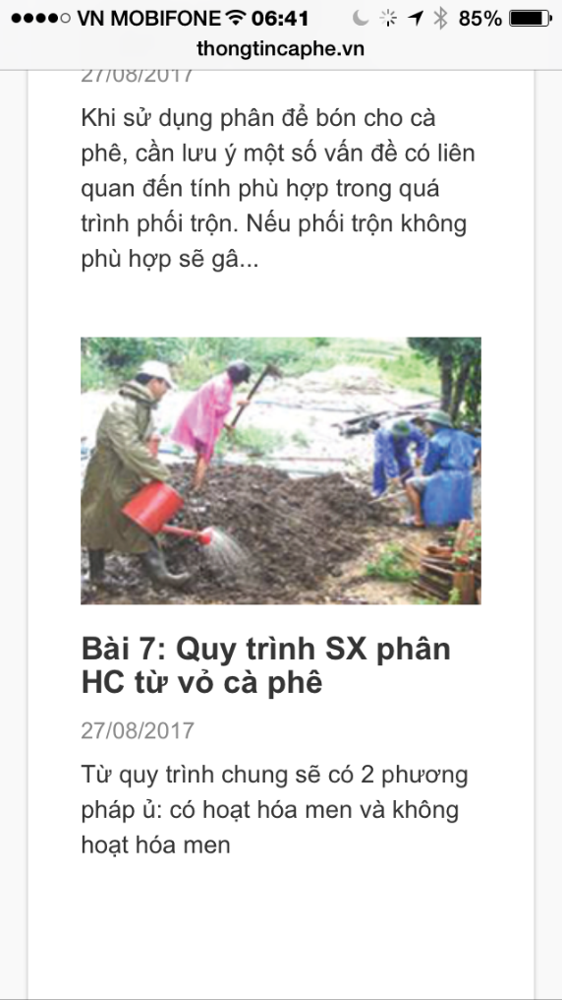 VN MOBIFONE 06:41 85%
thongtincaphe.vn
27/08/2017
Khi sử dụng phân để bón cho cà
phê, cần lưu ý một số vấn đề có liên
quan đến tính phù hợp trong quá
trình phối trộn. Nếu phối trộn không
phù hợp sẽ gâ...
Bài 7: Quy trình SX phân
HC từ vỏ cà phê
27/08/2017
Từ quy trình chung sẽ có 2 phương
pháp ủ: có hoạt hóa men và không
hoạt hóa men